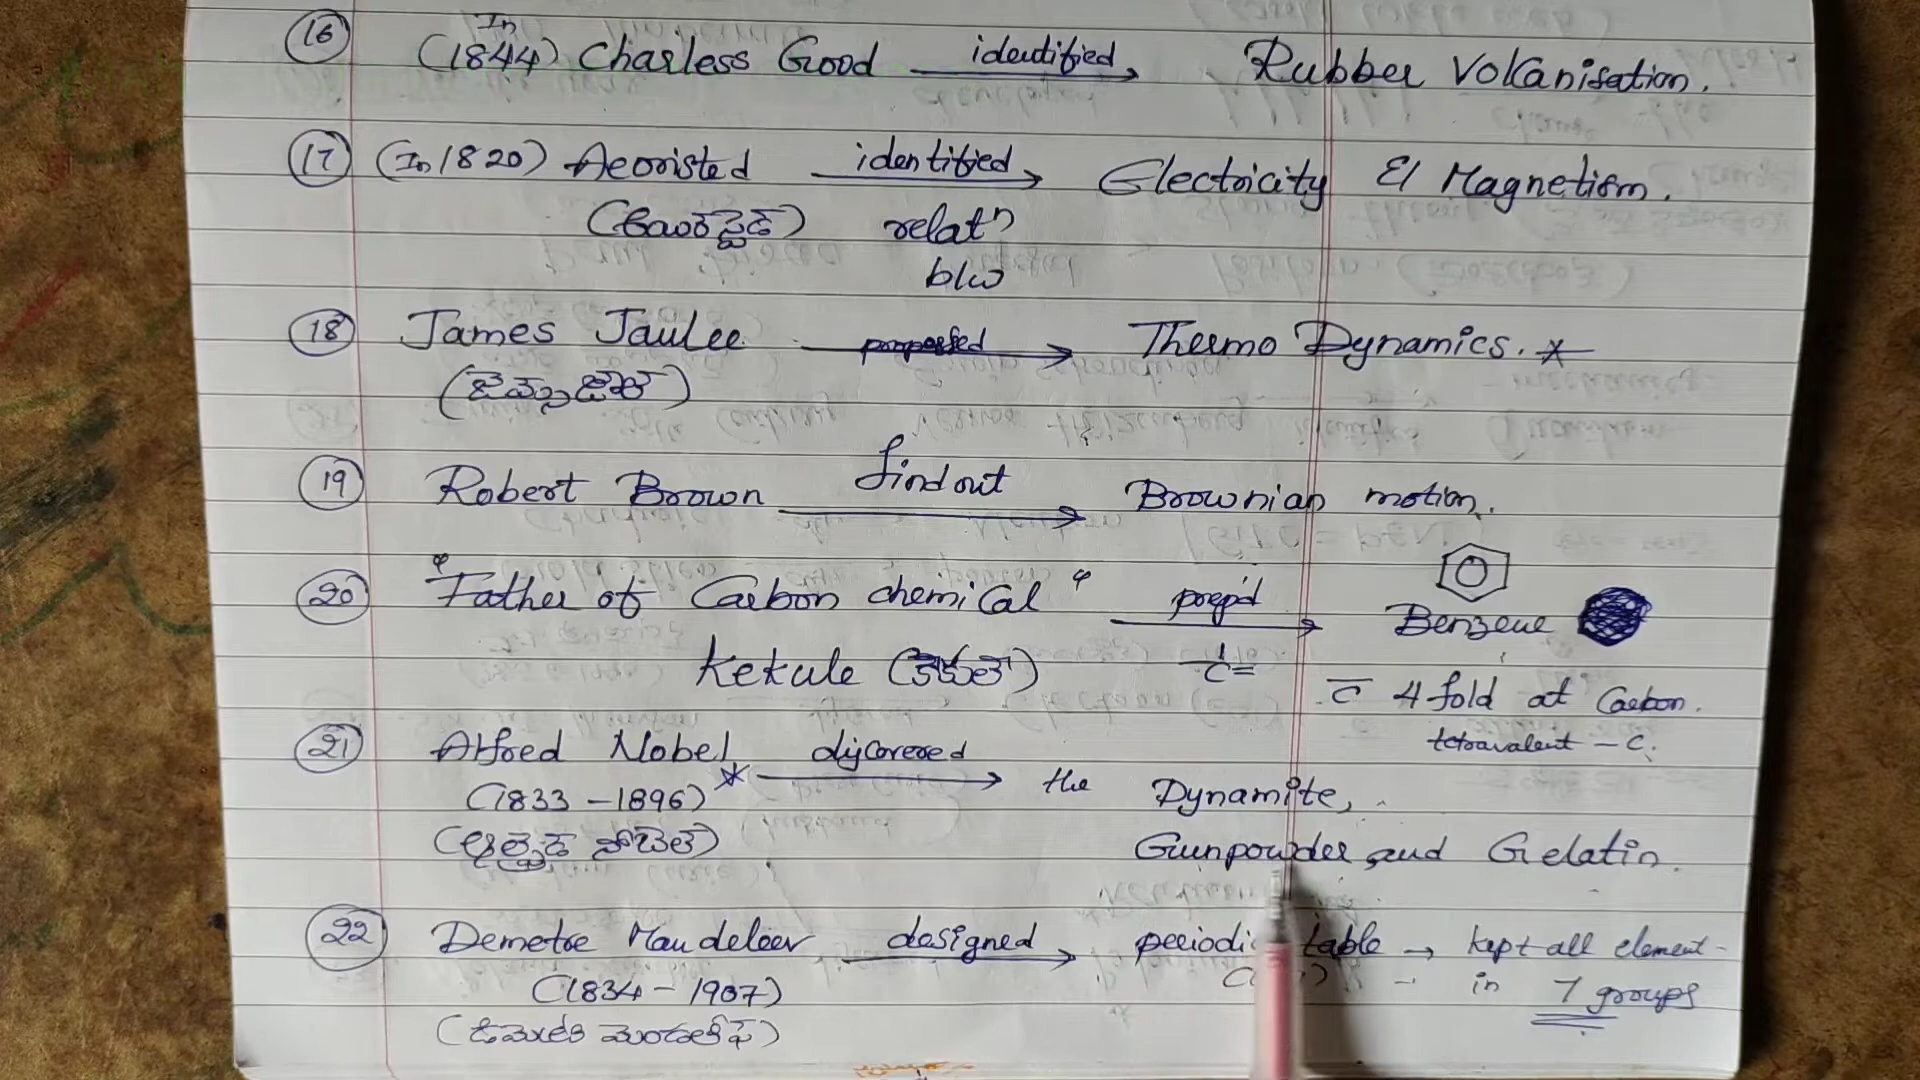 16 In
(1844) Charless Good identified Rubber Volkanisation.
17 (In 1820) Aeoristed identified Electricity & Magnetism.
relatn
b/w
18 James Jaulee proposed Thermo Dynamics.
19 Robert Brown find out Brownian motion.
20 "Father of Carbon chemical" prep'd Benzene
Kekule (కేకులే) C= C 4 fold at Carbon.
tetravalent – C.
21 Alfred Nobel discovered the Dynamite,
(1833 – 1896)
(ఆల్ఫ్రెడ్ నోబెల్) Gunpowder, and Gelatin.
22 Demetre Mandeleev designed periodic table → kept all element-
(1834 – 1907) in 7 groups